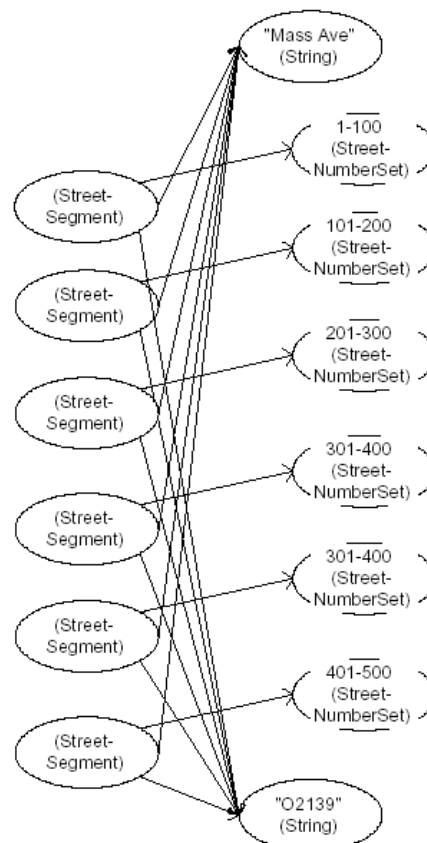 "Mass Ave"
(String)
1-100
(Street-
NumberSet)
(Street-
Segment)
101-200
(Street-
NumberSet)
(Street-
Segment)
201-300
(Street-
NumberSet)
(Street-
Segment)
301-400
(Street-
NumberSet)
(Street-
Segment)
301-400
(Street-
NumberSet)
(Street-
Segment)
401-500
(Street-
NumberSet)
(Street-
Segment)
"O2139"
(String)